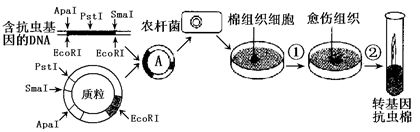 ApaI PstI SmaI
含抗虫基
因的DNA
EcoRI EcoRI
农杆菌
棉组织细胞
愈伤组织
A
① ②
PstI
SmaI
质粒
ApaI
EcoRI
转基因
抗虫棉